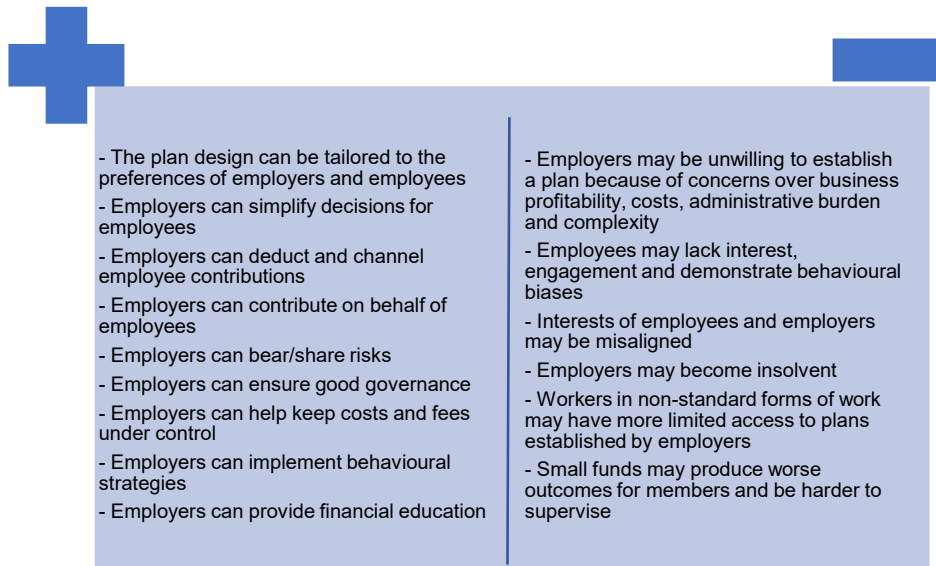 - The plan design can be tailored to the
preferences of employers and employees
- Employers can simplify decisions for
employees
- Employers can deduct and channel
employee contributions
- Employers can contribute on behalf of
employees
- Employers can bear/share risks
- Employers can ensure good governance
- Employers can help keep costs and fees
under control
- Employers can implement behavioural
strategies
- Employers can provide financial education
- Employers may be unwilling to establish
a plan because of concerns over business
profitability, costs, administrative burden
and complexity
- Employees may lack interest,
engagement and demonstrate behavioural
biases
- Interests of employees and employers
may be misaligned
- Employers may become insolvent
- Workers in non-standard forms of work
may have more limited access to plans
established by employers
- Small funds may produce worse
outcomes for members and be harder to
supervise